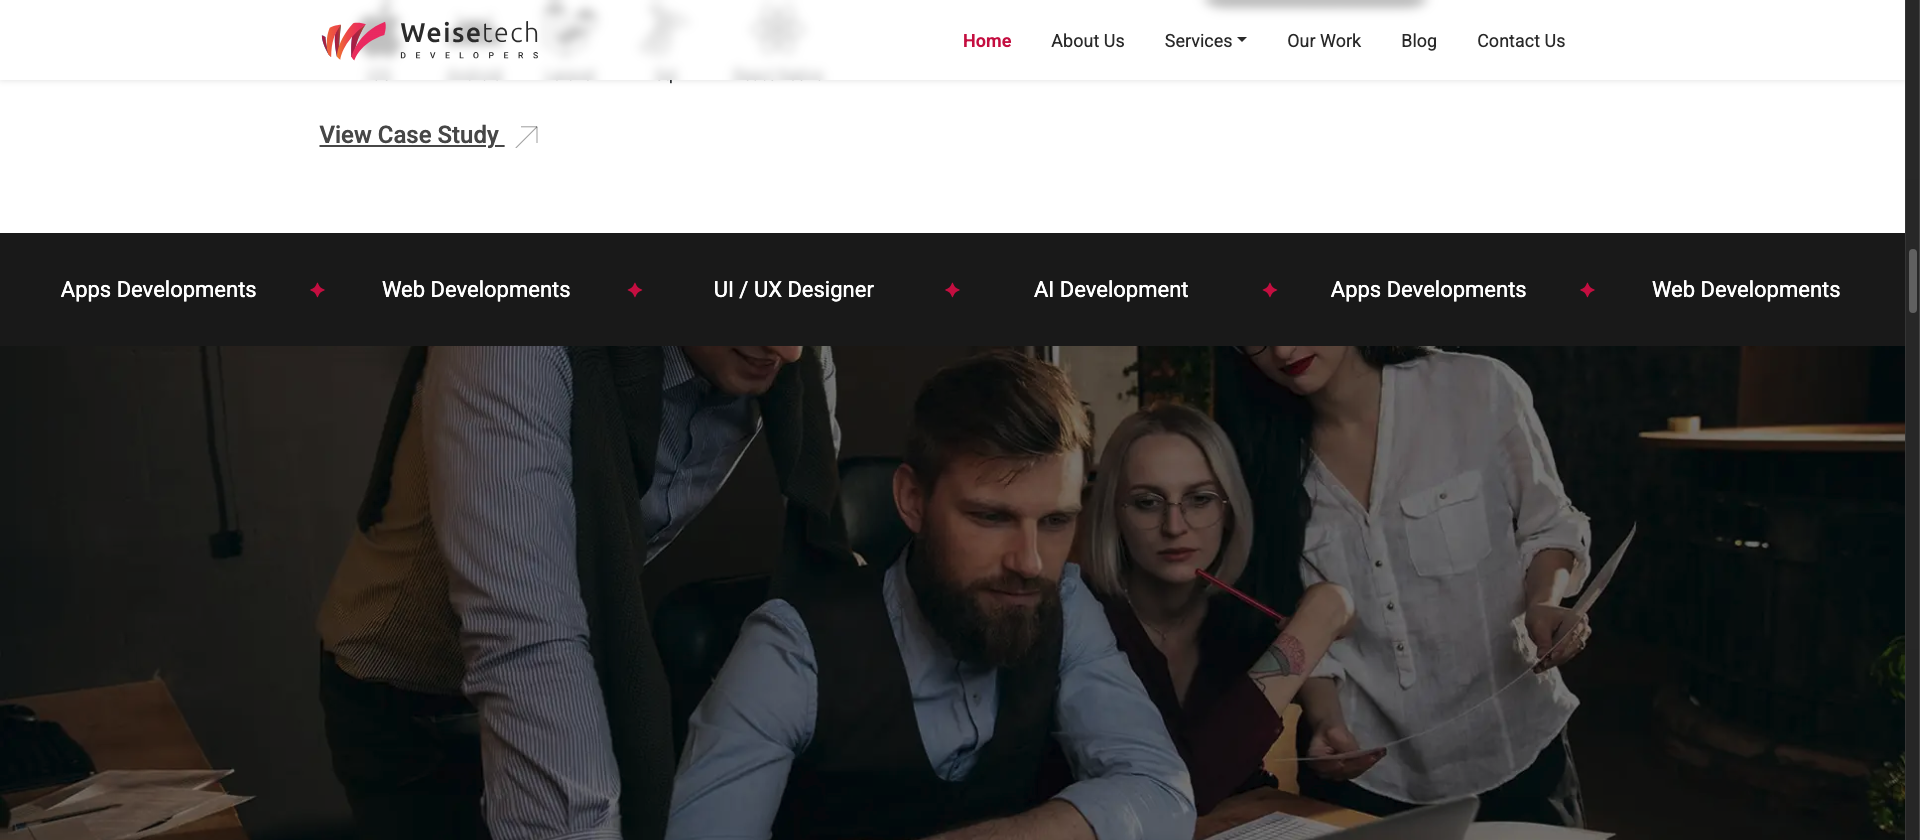 Weisetech
DEVELOPERS
Home
About Us
Services
Our Work
Blog
Contact Us
View Case Study
Apps Developments
Web Developments
UI / UX Designer
AI Development
Apps Developments
Web Developments